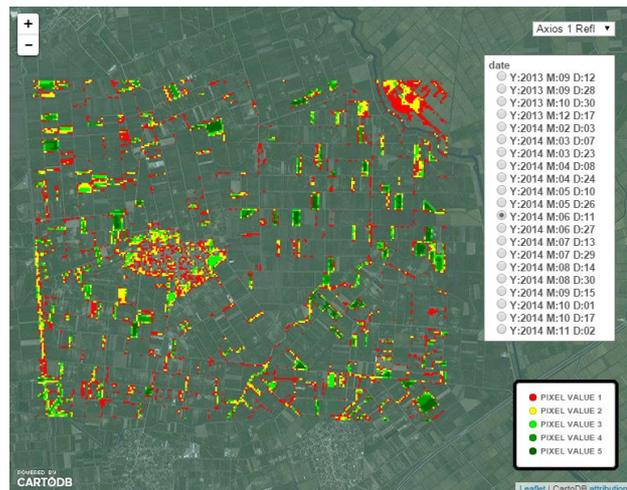 +
−
Axios 1 Refl ▼
date
Y:2013 M:09 D:12
Y:2013 M:09 D:28
Y:2013 M:10 D:30
Y:2013 M:12 D:17
Y:2014 M:02 D:03
Y:2014 M:03 D:07
Y:2014 M:03 D:23
Y:2014 M:04 D:08
Y:2014 M:04 D:24
Y:2014 M:05 D:10
Y:2014 M:05 D:26
Y:2014 M:06 D:11
Y:2014 M:06 D:27
Y:2014 M:07 D:13
Y:2014 M:07 D:29
Y:2014 M:08 D:14
Y:2014 M:08 D:30
Y:2014 M:09 D:15
Y:2014 M:10 D:01
Y:2014 M:10 D:17
Y:2014 M:11 D:02
PIXEL VALUE 1
PIXEL VALUE 2
PIXEL VALUE 3
PIXEL VALUE 4
PIXEL VALUE 5
POWERED BY
CARTODB
Leaflet | CartoDB attribution